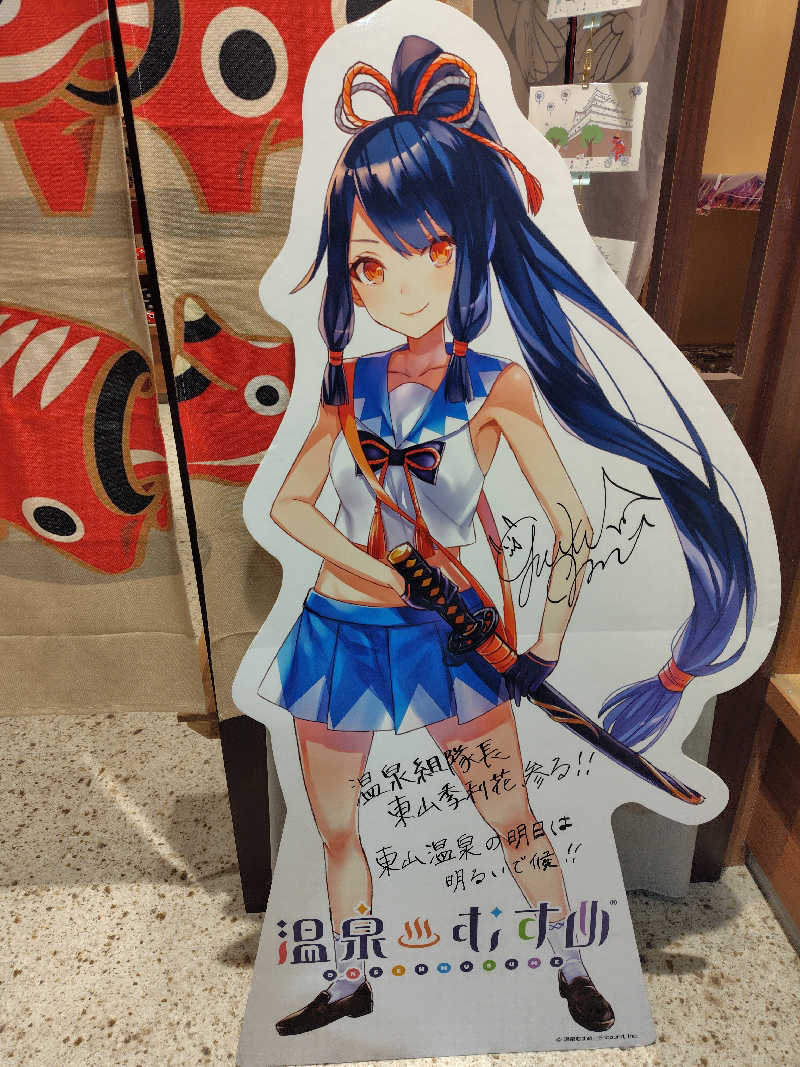 温泉組隊長
東山季利花、参る!!
東山温泉の明日は
明るいで候!!
温泉むすめ®
ONSEN MUSUME